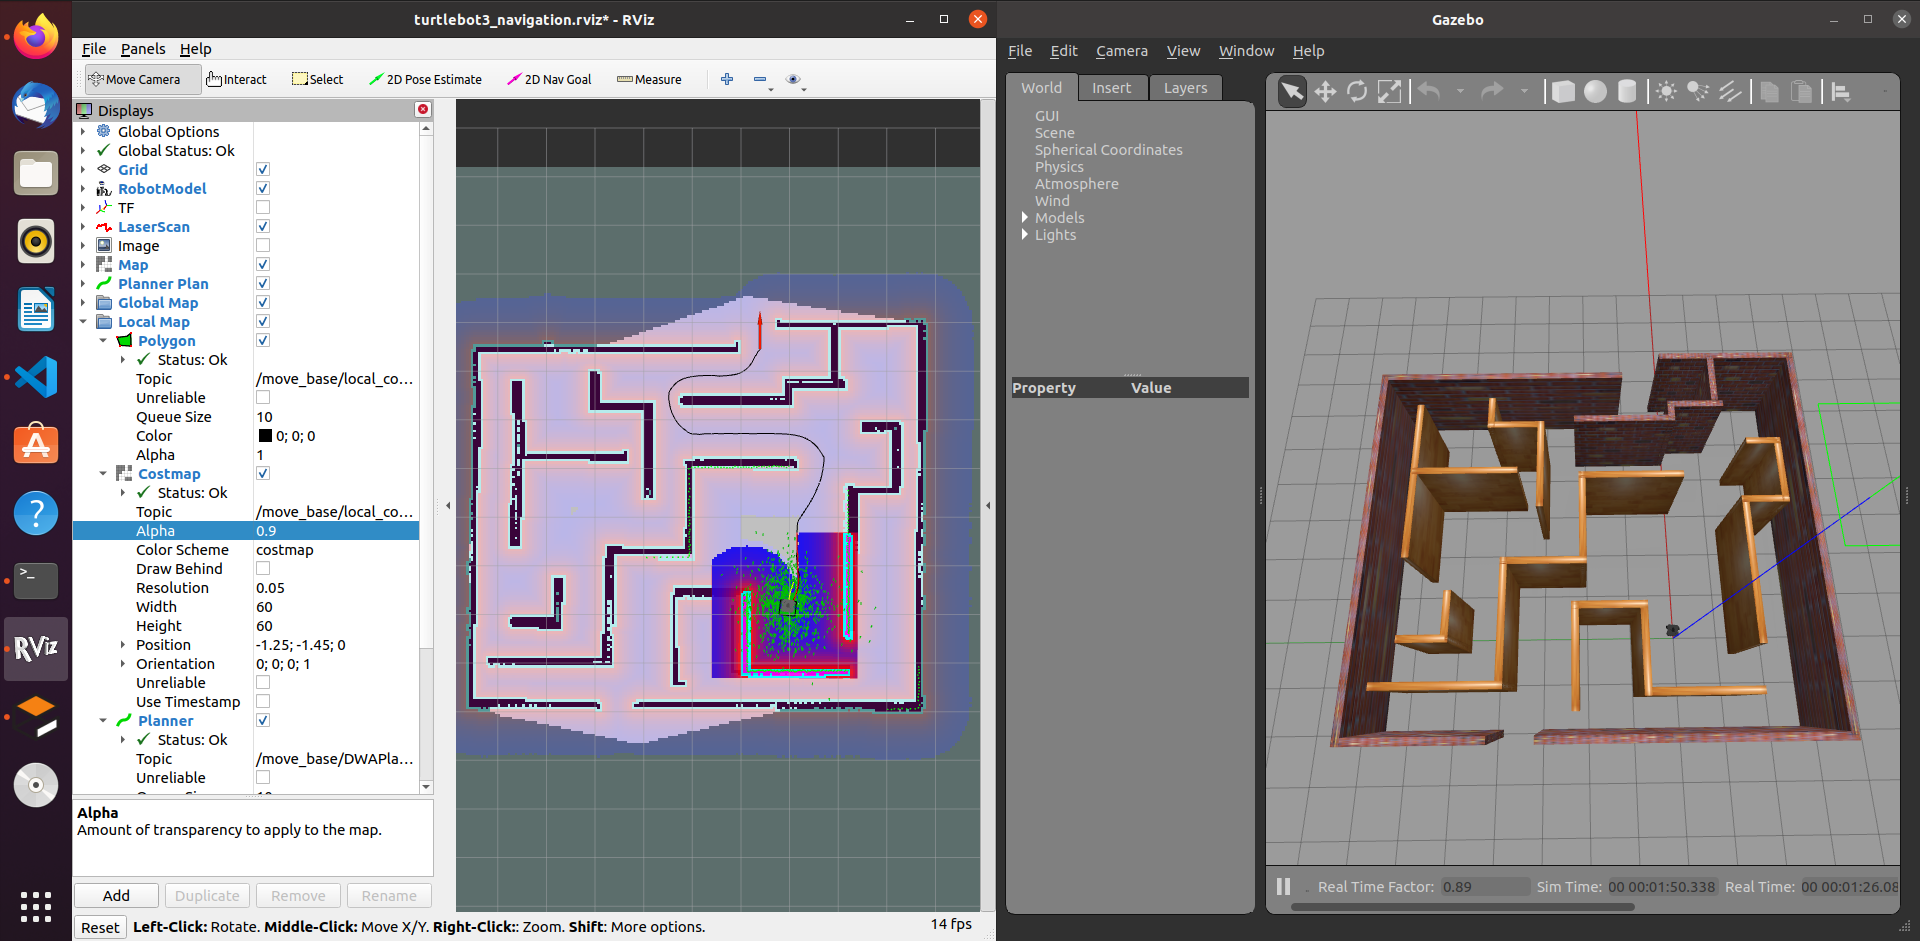 turtlebot3_navigation.rviz* - RViz
File Panels Help
Move Camera Interact Select 2D Pose Estimate 2D Nav Goal Measure
Displays
Global Options
Global Status: Ok
Grid
RobotModel
TF
LaserScan
Image
Map
Planner Plan
Global Map
Local Map
Polygon
Status: Ok
Topic /move_base/local_co...
Unreliable
Queue Size 10
Color 0; 0; 0
Alpha 1
Costmap
Status: Ok
Topic /move_base/local_co...
Alpha 0.9
Color Scheme costmap
Draw Behind
Resolution 0.05
Width 60
Height 60
Position -1.25; -1.45; 0
Orientation 0; 0; 0; 1
Unreliable
Use Timestamp
Planner
Status: Ok
Topic /move_base/DWAPla...
Unreliable
Alpha
Amount of transparency to apply to the map.
Add Duplicate Remove Rename
Reset Left-Click: Rotate. Middle-Click: Move X/Y. Right-Click:: Zoom. Shift: More options. 14 fps
RViz
Gazebo
File Edit Camera View Window Help
World Insert Layers
GUI
Scene
Spherical Coordinates
Physics
Atmosphere
Wind
Models
Lights
Property Value
Real Time Factor: 0.89 Sim Time: 00 00:01:50.338 Real Time: 00 00:01:26.08